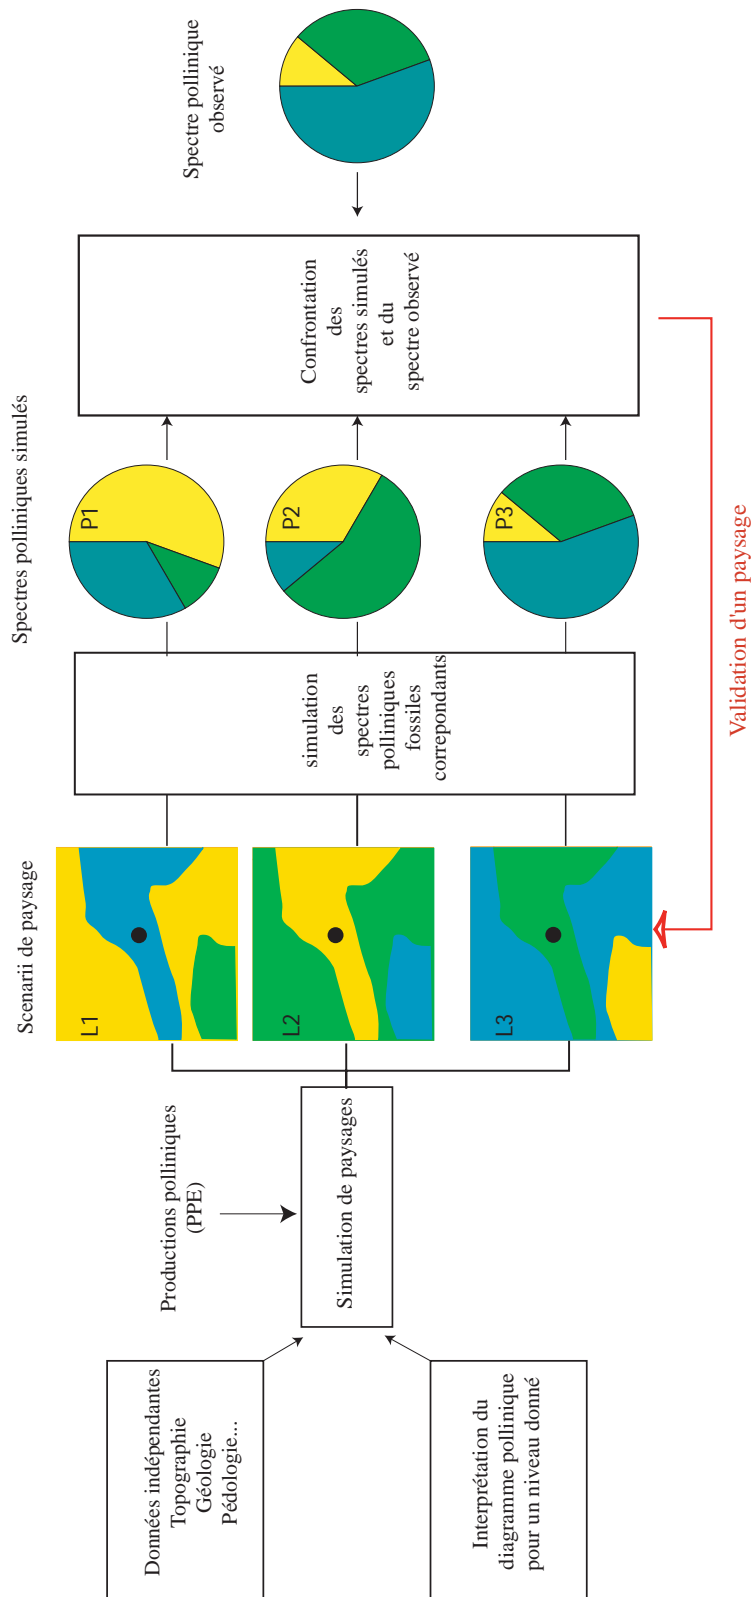 Données indépendantes
Topographie
Géologie
Pédologie...
Interprétation du
diagramme pollinique
pour un niveau donné
Productions polliniques
(PPE)
Simulation de paysages
Scenarii de paysage
L1
L2
L3
simulation
des
spectres
polliniques
fossiles
correpondants
Spectres polliniques simulés
P1
P2
P3
Confrontation
des
spectres simulés
et du
spectre observé
Spectre pollinique
observé
Validation d'un paysage